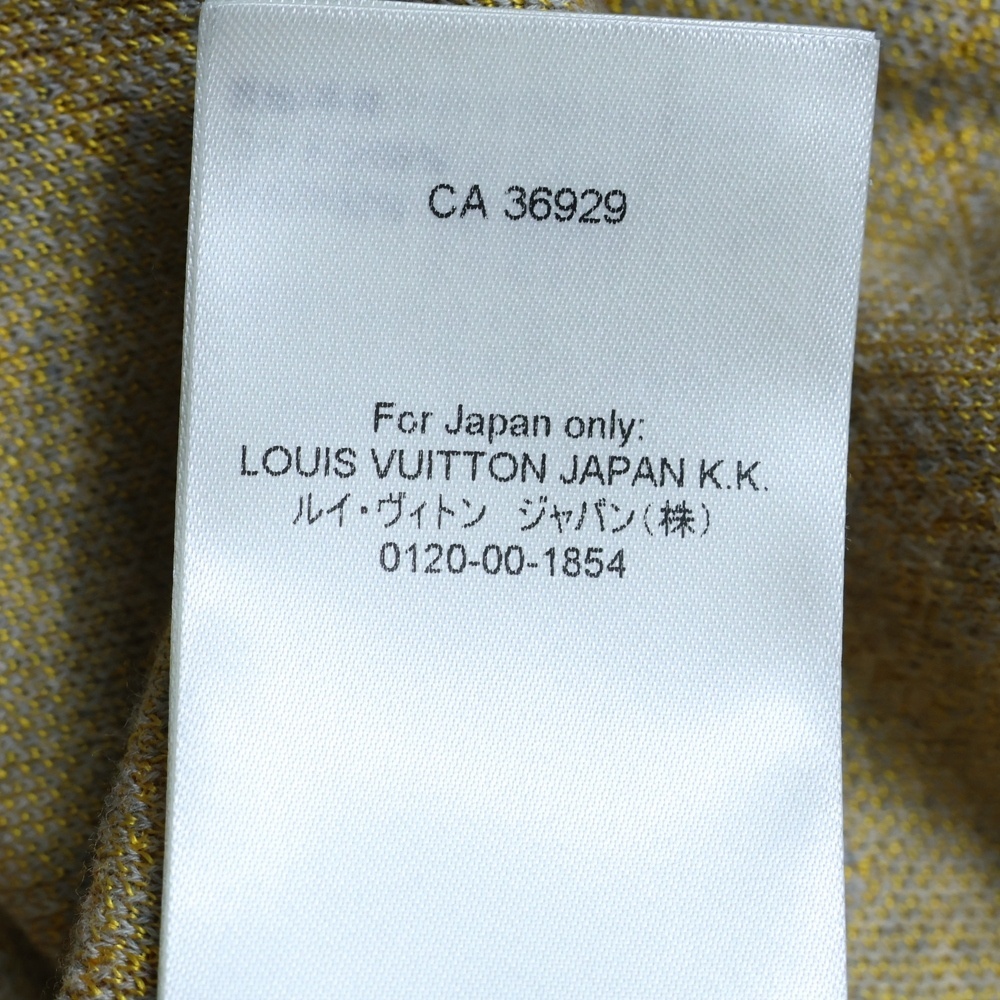 CA 36929
For Japan only:
LOUIS VUITTON JAPAN K.K.
ルイ・ヴィトン　ジャパン(株)
0120-00-1854